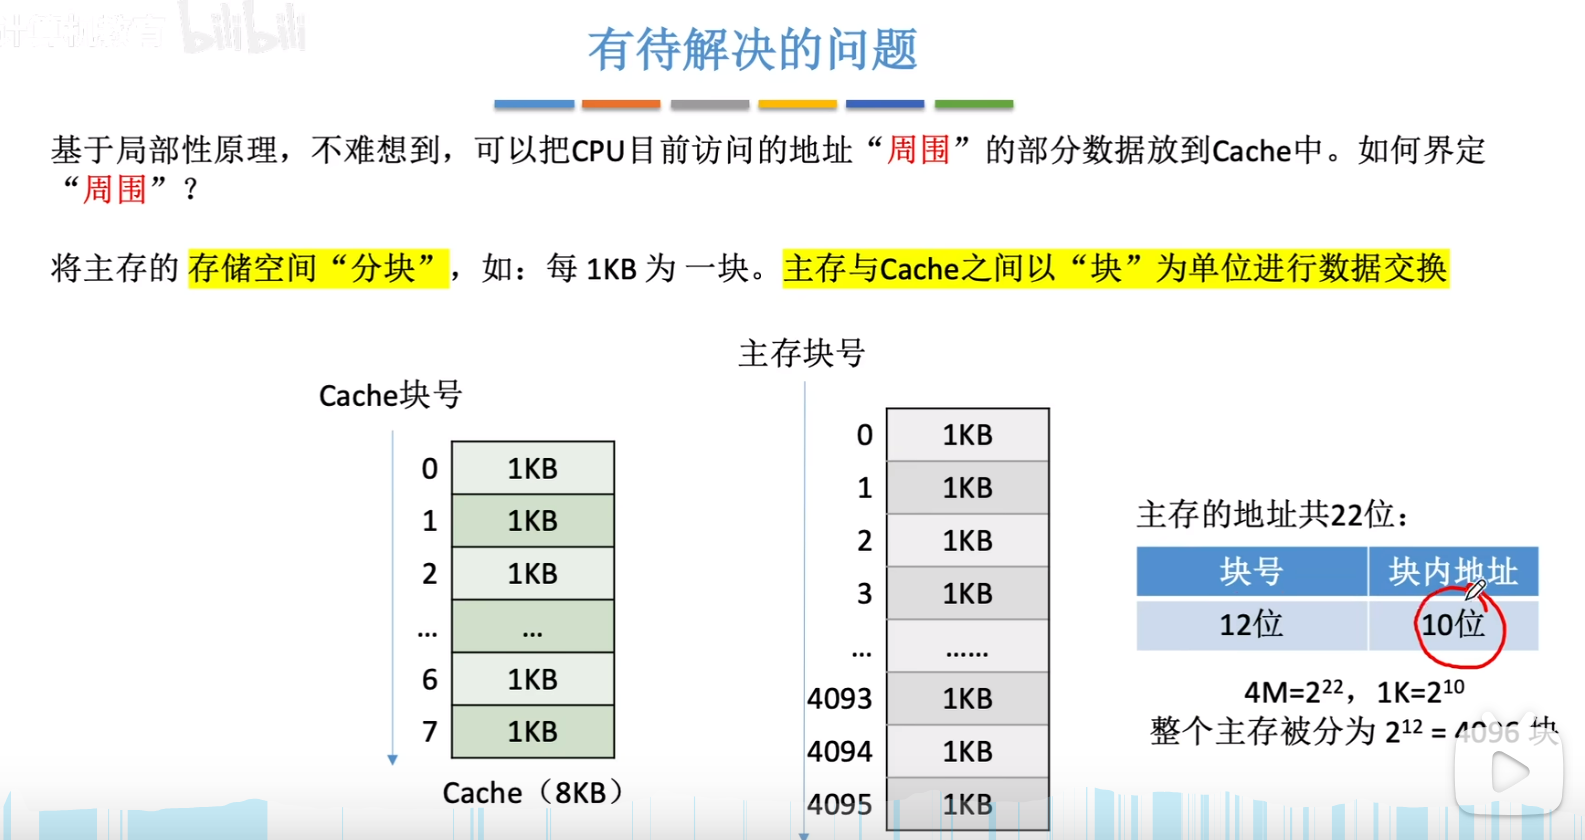 计算机教育 bilibili
有待解决的问题
基于局部性原理，不难想到，可以把CPU目前访问的地址“周围”的部分数据放到Cache中。如何界定
“周围”？
将主存的 存储空间“分块”，如：每 1KB 为 一块。主存与Cache之间以“块”为单位进行数据交换
Cache块号
0 1KB
1 1KB
2 1KB
... ...
6 1KB
7 1KB
Cache（8KB）
主存块号
0 1KB
1 1KB
2 1KB
3 1KB
... ......
4093 1KB
4094 1KB
4095 1KB
主存的地址共22位：
块号 块内地址
12位 10位
4M=2²²，1K=2¹⁰
整个主存被分为 2¹² = 4096 块